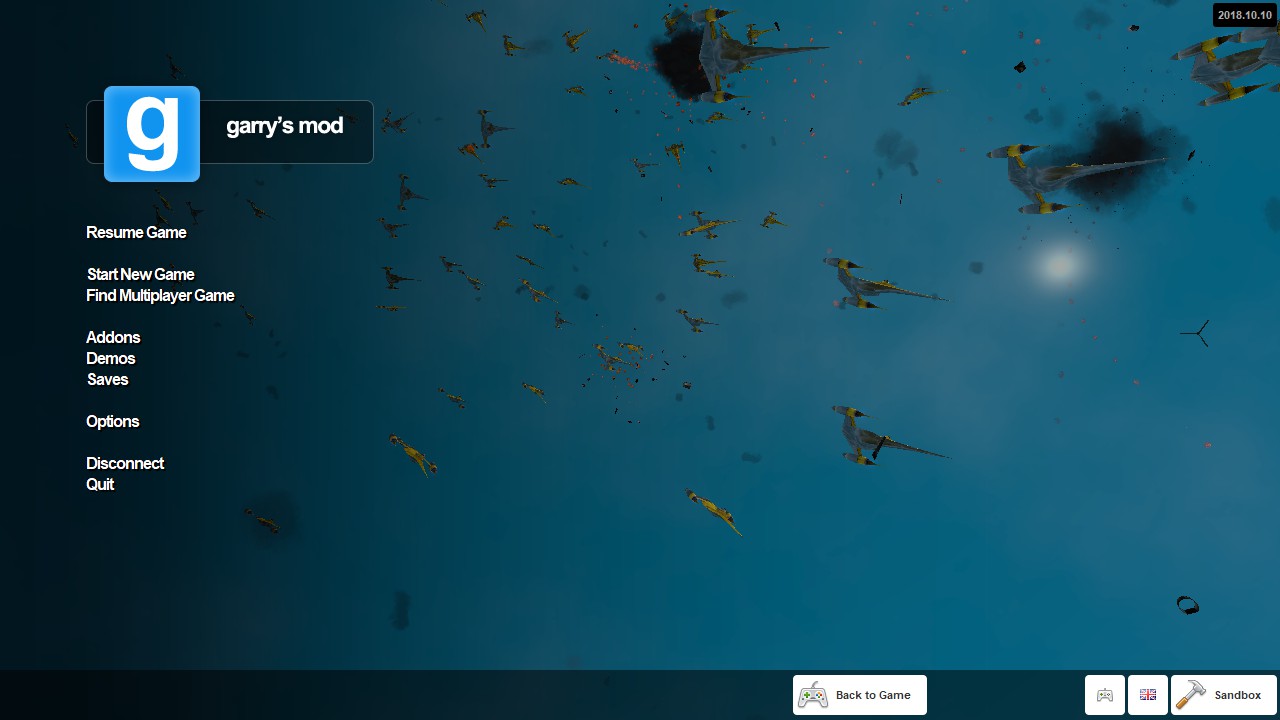 2018.10.10
g garry's mod
Resume Game
Start New Game
Find Multiplayer Game
Addons
Demos
Saves
Options
Disconnect
Quit
Back to Game
Sandbox